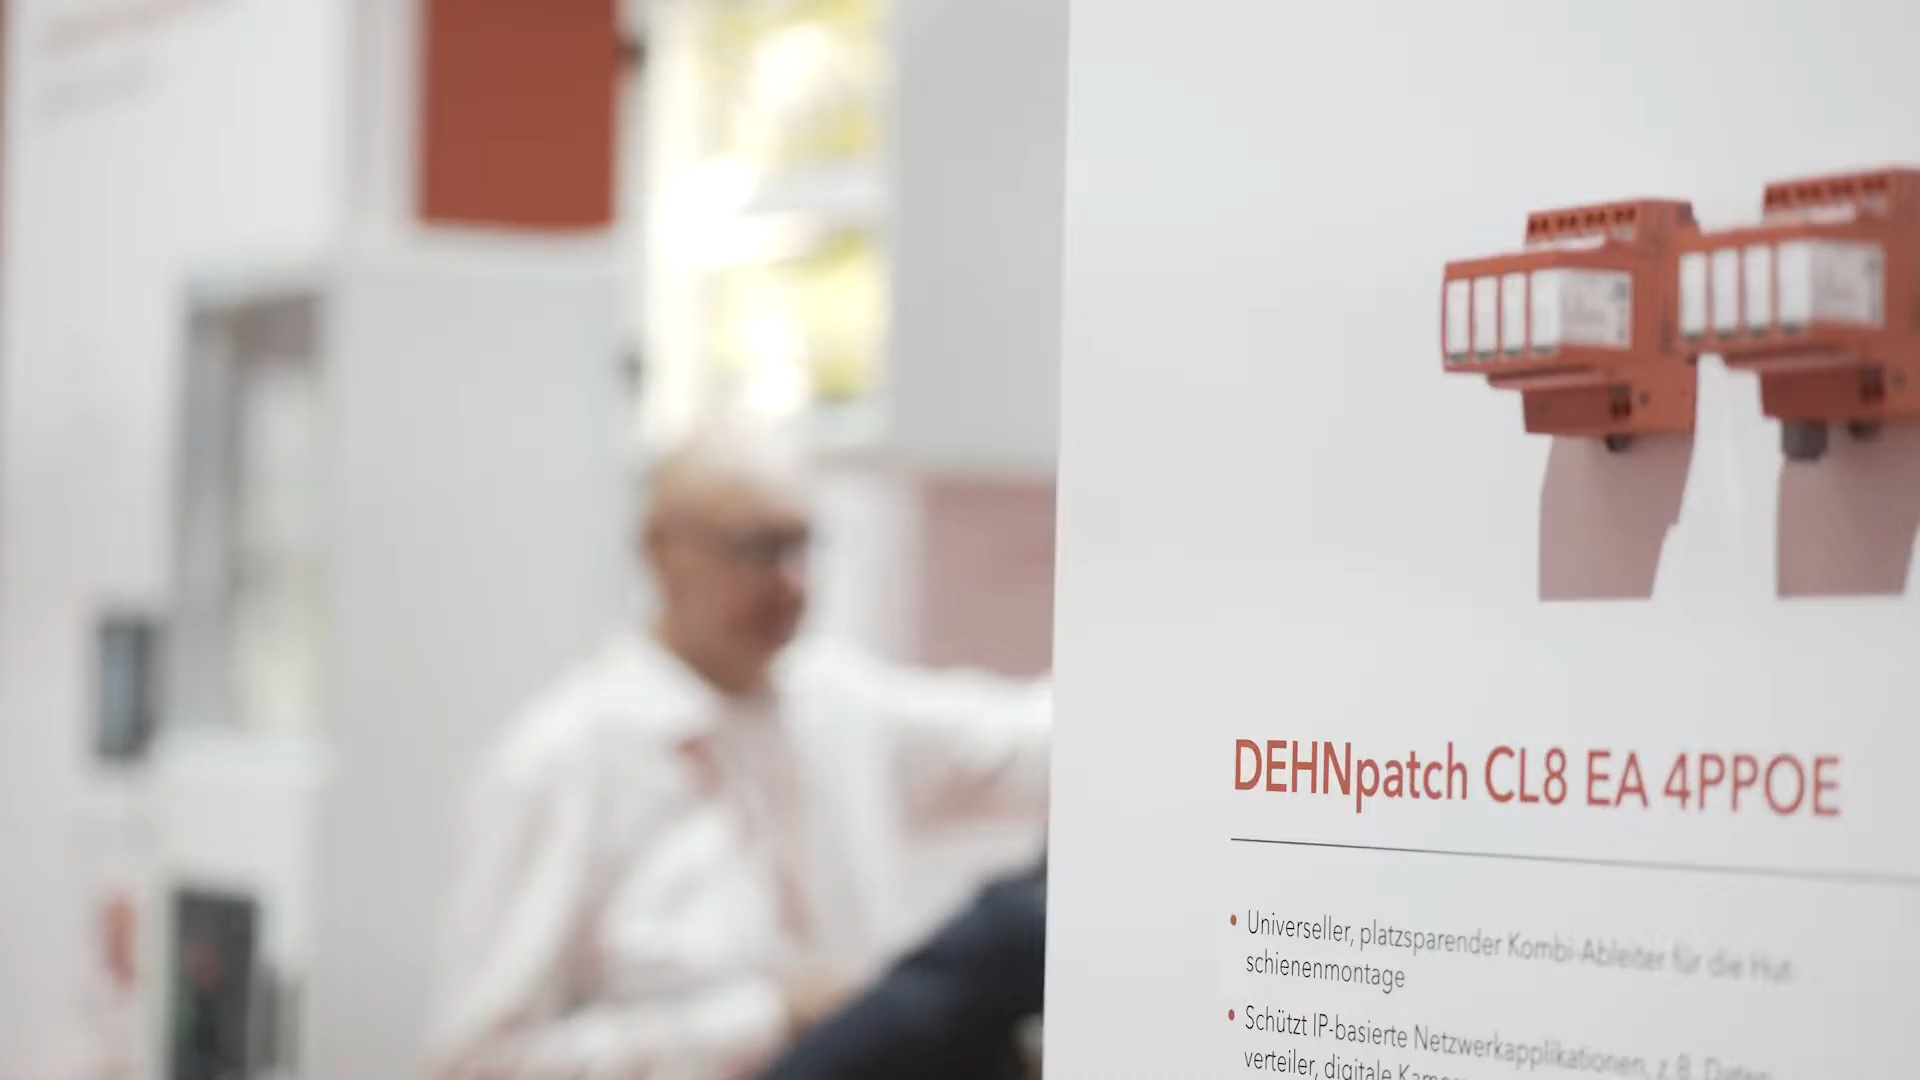 DEHNpatch CL8 EA 4PPOE
• Universeller, platzsparender Kombi-Ableiter für die Hut-
schienenmontage
• Schützt IP-basierte Netzwerkapplikationen, z. B. Daten-
verteiler, digitale